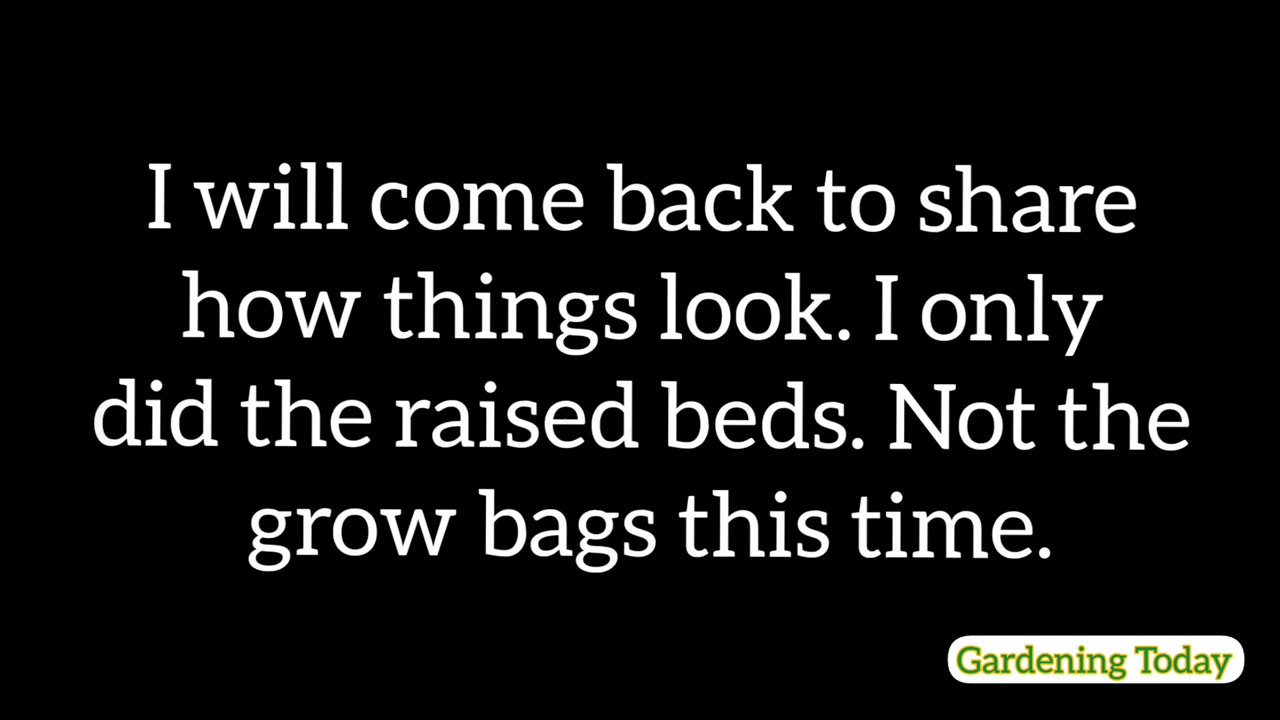 I will come back to share
how things look. I only
did the raised beds. Not the
grow bags this time.
Gardening Today